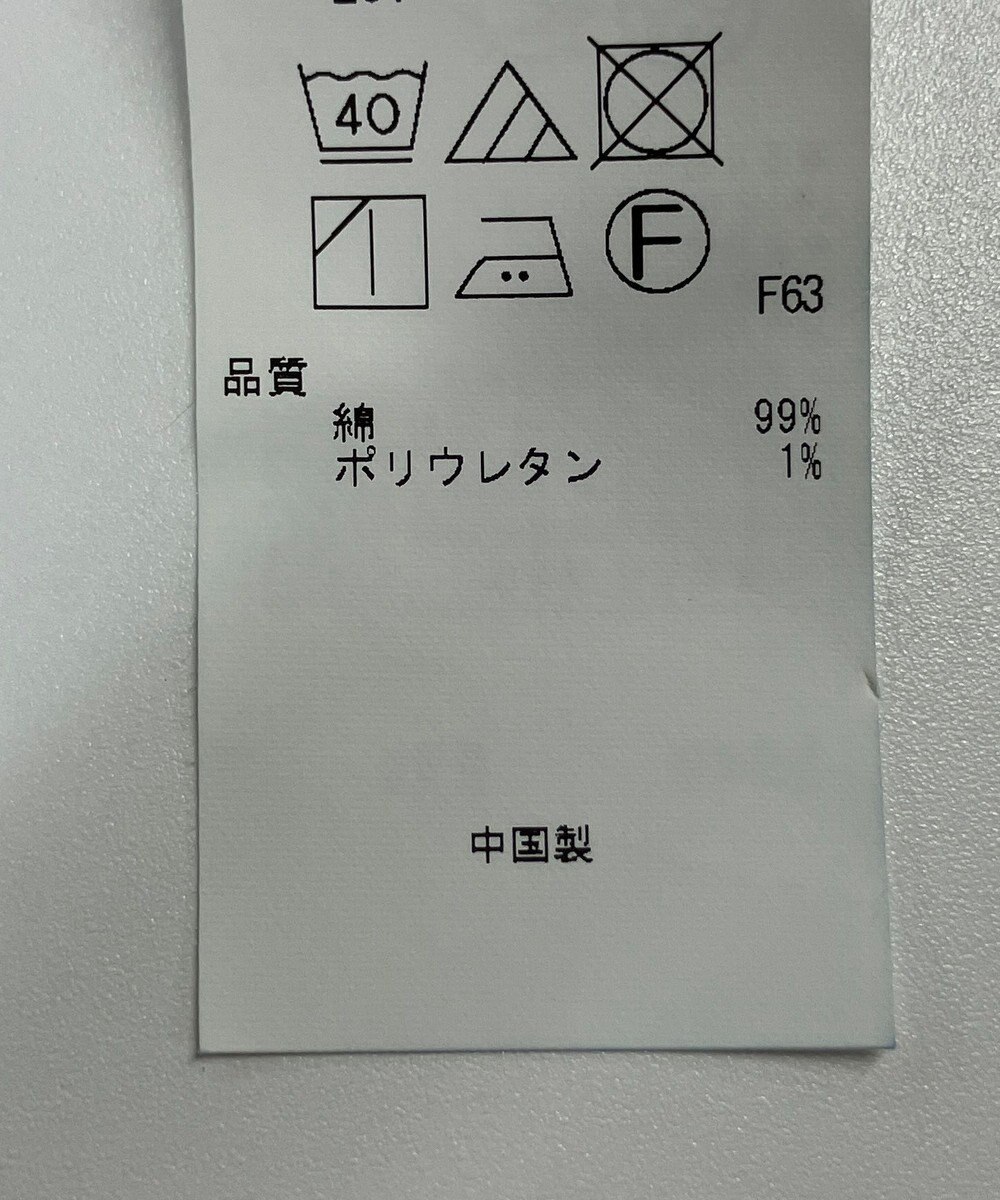 40
F
F63
品質
綿 99%
ポリウレタン 1%
中国製